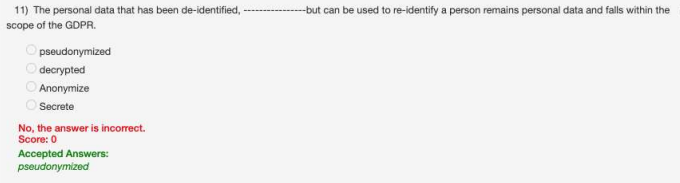 11) The personal data that has been de-identified, ----------------but can be used to re-identify a person remains personal data and falls within the
scope of the GDPR.
pseudonymized
decrypted
Anonymize
Secrete
No, the answer is incorrect.
Score: 0
Accepted Answers:
pseudonymized